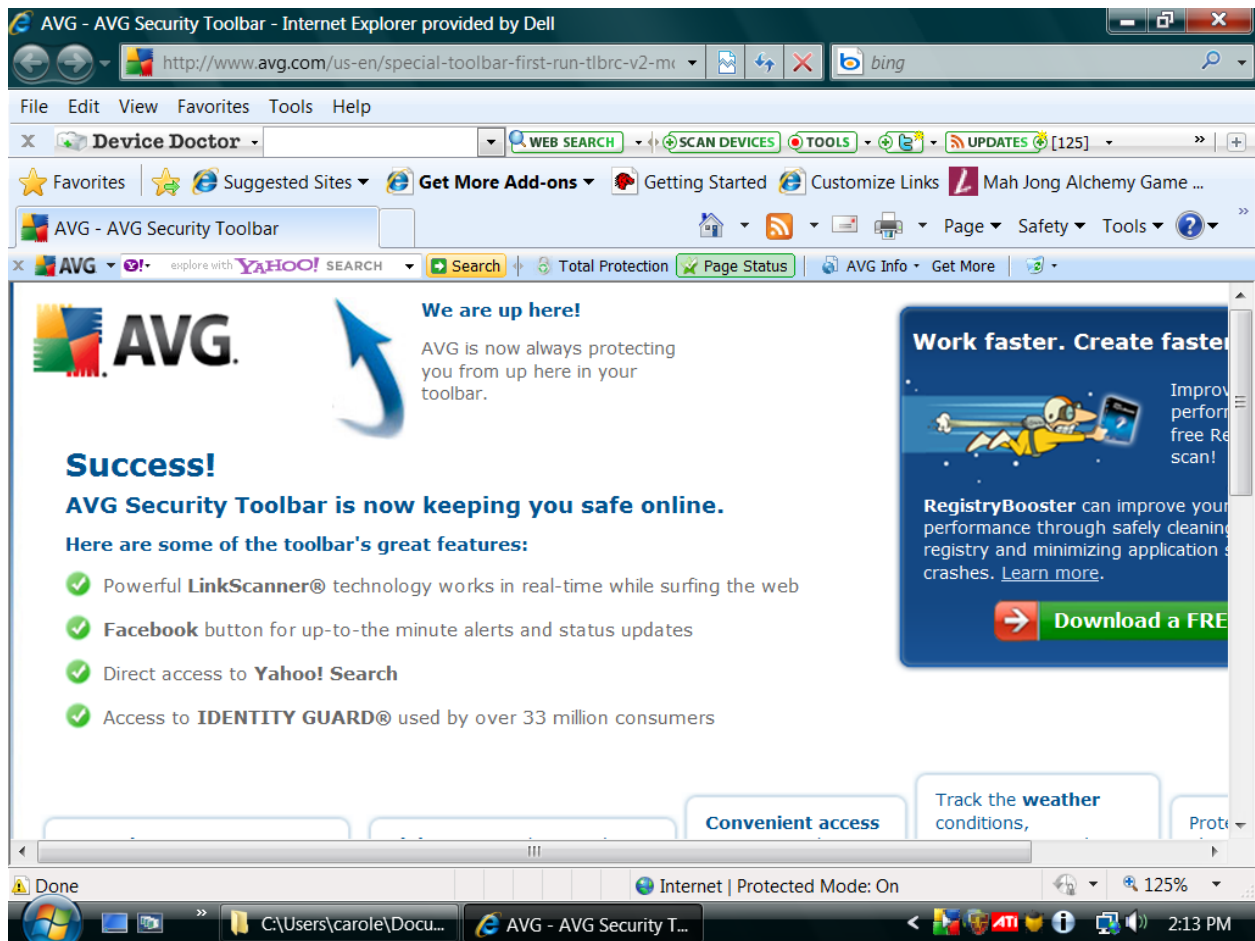 AVG - AVG Security Toolbar - Internet Explorer provided by Dell
http://www.avg.com/us-en/special-toolbar-first-run-tlbrc-v2-mc
bing
File Edit View Favorites Tools Help
x Device Doctor WEB SEARCH SCAN DEVICES TOOLS UPDATES [125] »
Favorites Suggested Sites Get More Add-ons Getting Started Customize Links Mah Jong Alchemy Game ...
AVG - AVG Security Toolbar Page Safety Tools »
x AVG Y! explore with YAHOO! SEARCH Search Total Protection Page Status AVG Info Get More
AVG.
We are up here!
AVG is now always protecting
you from up here in your
toolbar.
Success!
AVG Security Toolbar is now keeping you safe online.
Here are some of the toolbar's great features:
Powerful LinkScanner® technology works in real-time while surfing the web
Facebook button for up-to-the minute alerts and status updates
Direct access to Yahoo! Search
Access to IDENTITY GUARD® used by over 33 million consumers
Work faster. Create faster
Improv
perforr
free Re
scan!
RegistryBooster can improve your
performance through safely cleaning
registry and minimizing application s
crashes. Learn more.
Download a FRE
Convenient access
Track the weather
conditions,
Prote
Done Internet | Protected Mode: On 125%
» C:\Users\carole\Docu... AVG - AVG Security T... < ATI 2:13 PM